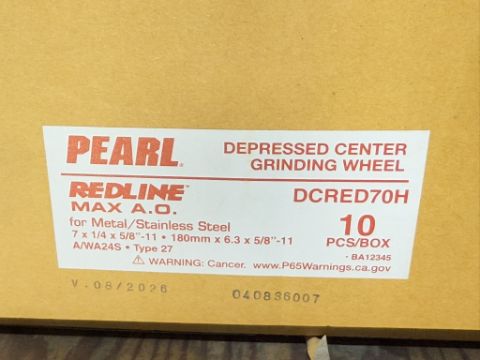 PEARL®
DEPRESSED CENTER
GRINDING WHEEL
REDLINE™
MAX A.O.
DCRED70H
for Metal/Stainless Steel
7 x 1/4 x 5/8"-11 • 180mm x 6.3 x 5/8"-11
A/WA24S • Type 27
10
PCS/BOX
· BA12345
⚠ WARNING: Cancer. www.P65Warnings.ca.gov
V.08/2026
040836007